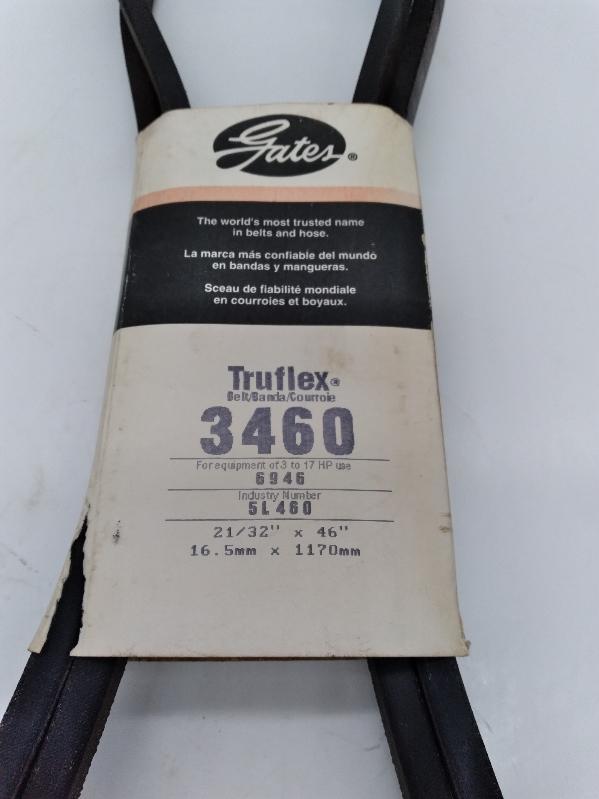 Gates®
The world's most trusted name
in belts and hose.
La marca más confiable del mundo
en bandas y mangueras.
Sceau de fiabilité mondiale
en courroies et boyaux.
Truflex®
Belt/Banda/Courroie
3460
For equipment of 3 to 17 HP use
6946
Industry Number
5L460
21/32" x 46"
16.5mm x 1170mm